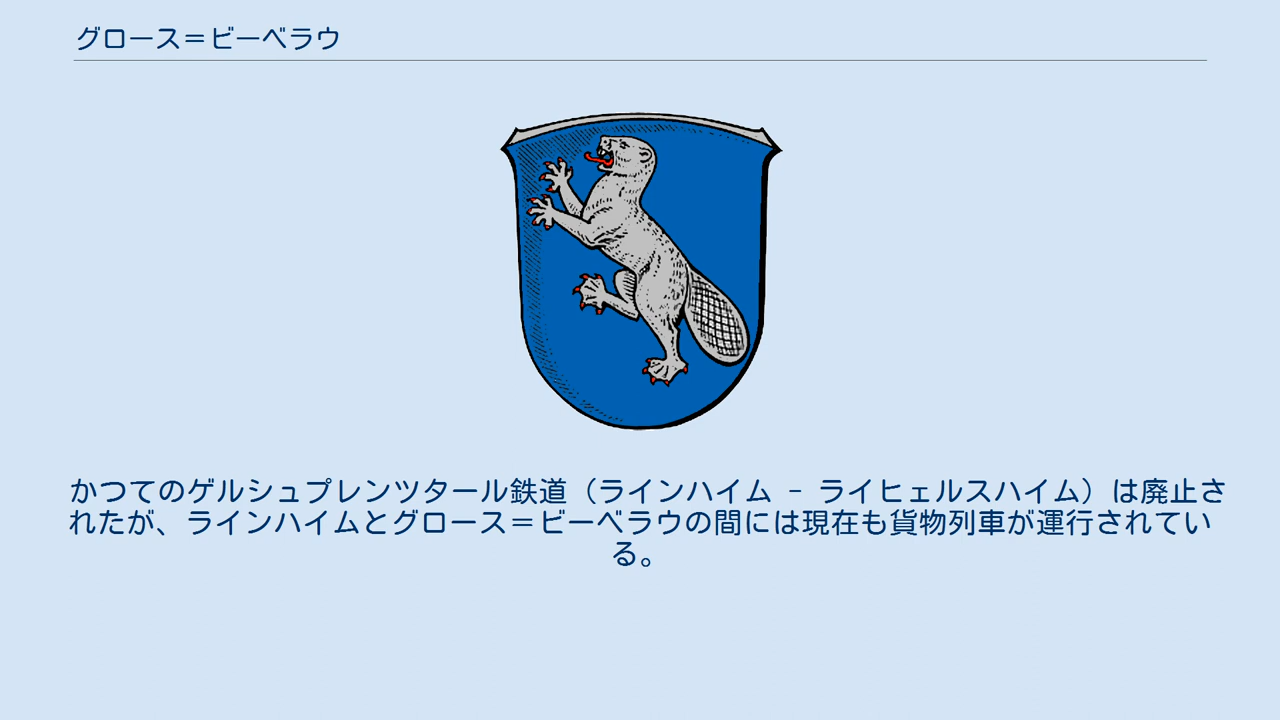 グロース＝ビーベラウ
かつてのゲルシュプレンツタール鉄道（ラインハイム － ライヒェルスハイム）は廃止さ
れたが、ラインハイムとグロース＝ビーベラウの間には現在も貨物列車が運行されてい
る。